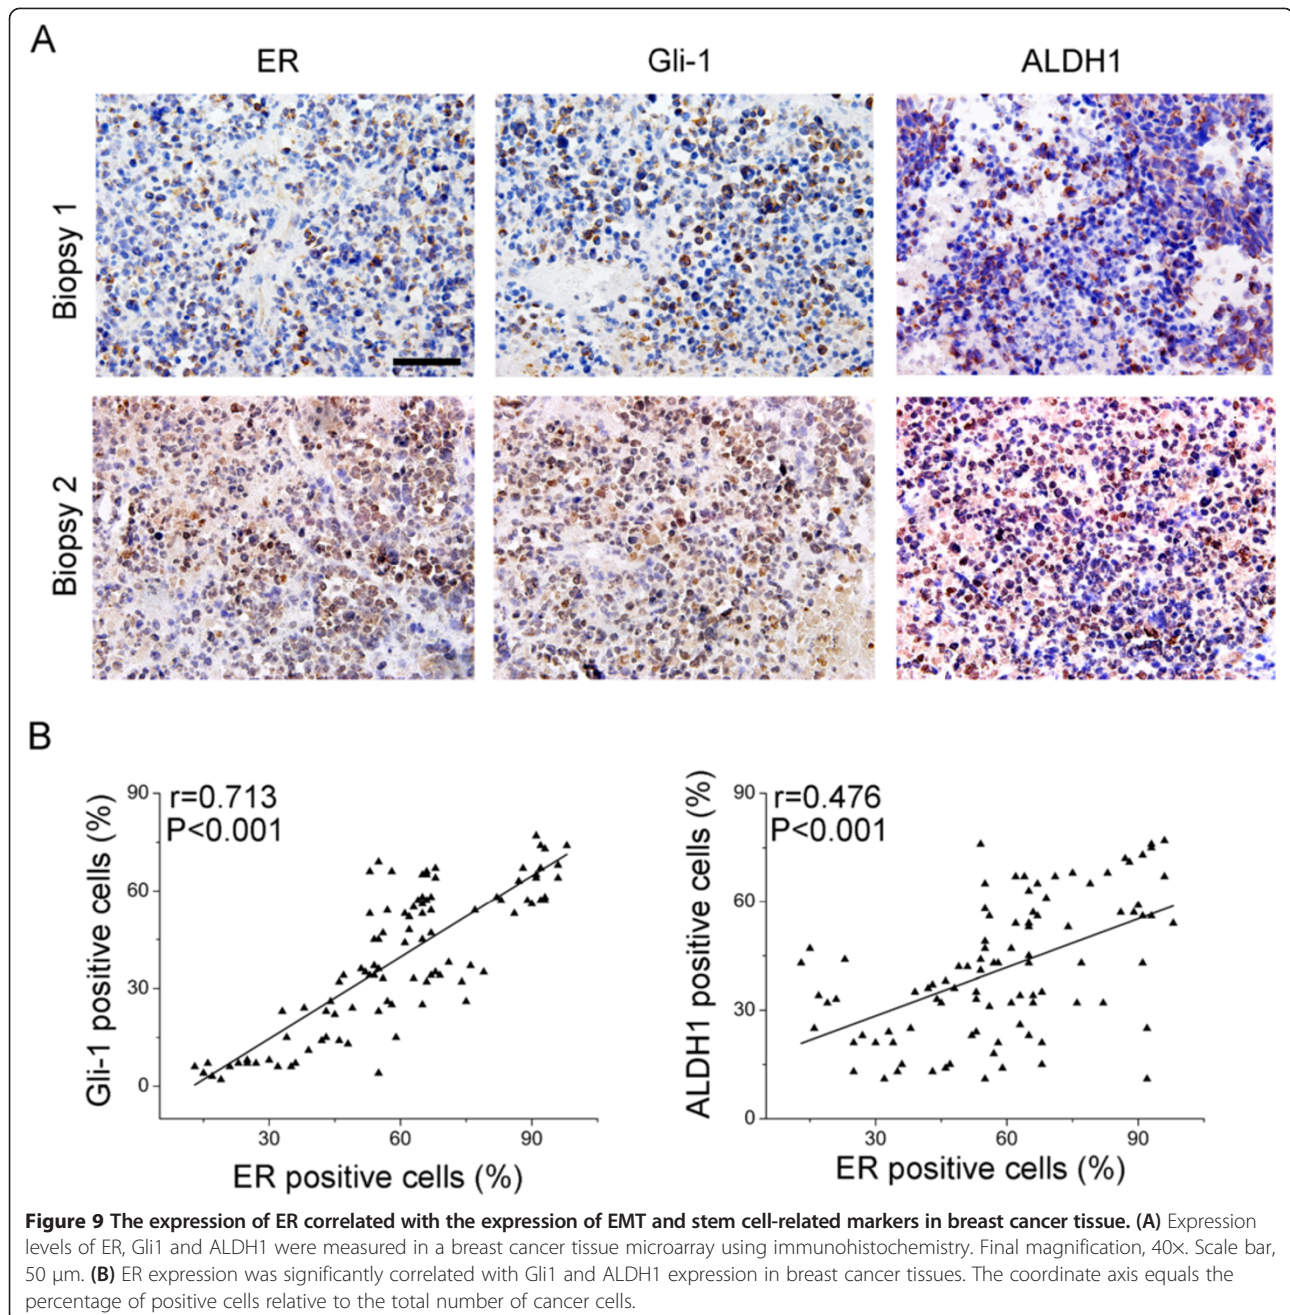 A
ER Gli-1 ALDH1
Biopsy 1
Biopsy 2
B
r=0.713
P<0.001
Gli-1 positive cells (%)
90
60
30
0
30 60 90
ER positive cells (%)
r=0.476
P<0.001
ALDH1 positive cells (%)
90
60
30
0
30 60 90
ER positive cells (%)
Figure 9 The expression of ER correlated with the expression of EMT and stem cell-related markers in breast cancer tissue. (A) Expression
levels of ER, Gli1 and ALDH1 were measured in a breast cancer tissue microarray using immunohistochemistry. Final magnification, 40×. Scale bar,
50 μm. (B) ER expression was significantly correlated with Gli1 and ALDH1 expression in breast cancer tissues. The coordinate axis equals the
percentage of positive cells relative to the total number of cancer cells.